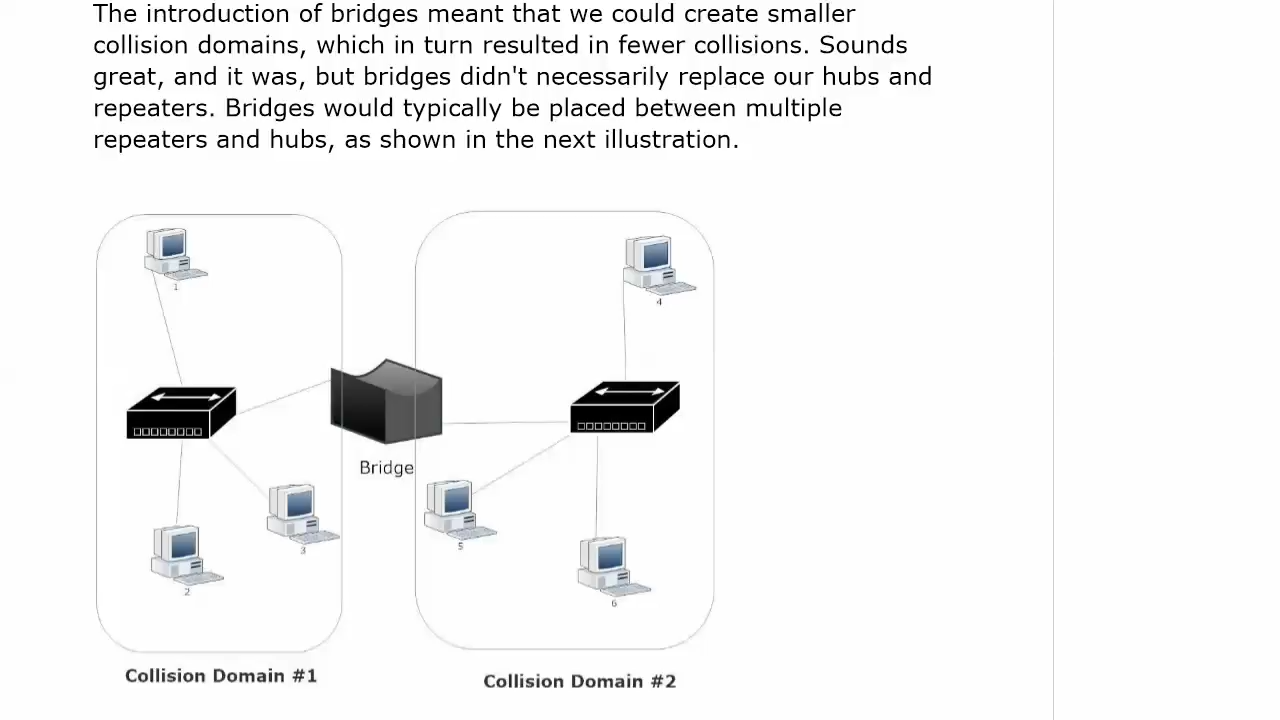 The introduction of bridges meant that we could create smaller
collision domains, which in turn resulted in fewer collisions. Sounds
great, and it was, but bridges didn't necessarily replace our hubs and
repeaters. Bridges would typically be placed between multiple
repeaters and hubs, as shown in the next illustration.
1
4
Bridge
5
3
2
6
Collision Domain #1
Collision Domain #2